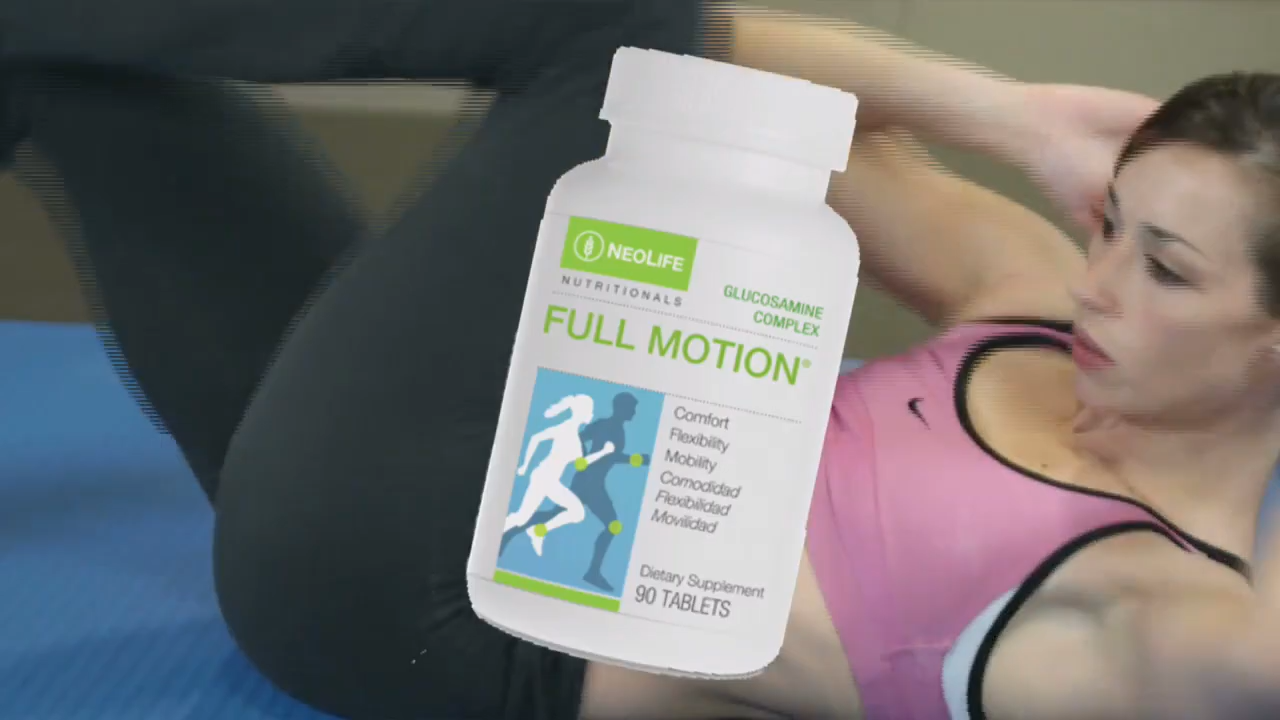 NEOLIFE
NUTRITIONALS
GLUCOSAMINE
COMPLEX
FULL MOTION®
Comfort
Flexibility
Mobility
Comodidad
Flexibilidad
Movilidad
Dietary Supplement
90 TABLETS